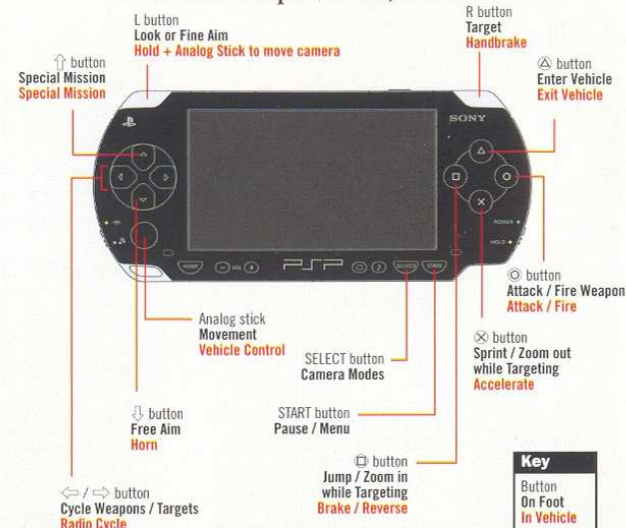 L button
Look or Fine Aim
Hold + Analog Stick to move camera
R button
Target
Handbrake
⇧ button
Special Mission
Special Mission
△ button
Enter Vehicle
Exit Vehicle
SONY
POWER
HOLD
HOME
VOL
PSP
SELECT
START
○ button
Attack / Fire Weapon
Attack / Fire
Analog stick
Movement
Vehicle Control
SELECT button
Camera Modes
✕ button
Sprint / Zoom out
while Targeting
Accelerate
⇩ button
Free Aim
Horn
START button
Pause / Menu
□ button
Jump / Zoom in
while Targeting
Brake / Reverse
⇦ / ⇨ button
Cycle Weapons / Targets
Radio Cycle
Key
Button
On Foot
In Vehicle